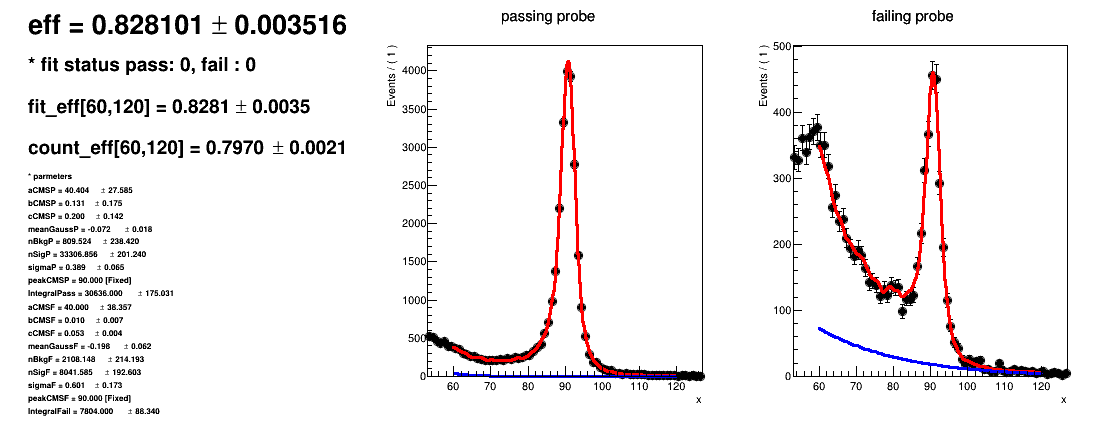 eff = 0.828101 ± 0.003516
* fit status pass: 0, fail : 0
fit_eff[60,120] = 0.8281 ± 0.0035
count_eff[60,120] = 0.7970 ± 0.0021
* parmeters
aCMSP = 40.404 ± 27.585
bCMSP = 0.131 ± 0.175
cCMSP = 0.200 ± 0.142
meanGaussP = -0.072 ± 0.018
nBkgP = 809.524 ± 238.420
nSigP = 33306.856 ± 201.240
sigmaP = 0.389 ± 0.065
peakCMSP = 90.000 [Fixed]
IntegralPass = 30636.000 ± 175.031
aCMSF = 40.000 ± 38.357
bCMSF = 0.010 ± 0.007
cCMSF = 0.053 ± 0.004
meanGaussF = -0.198 ± 0.062
nBkgF = 2108.148 ± 214.193
nSigF = 8041.585 ± 192.603
sigmaF = 0.601 ± 0.173
peakCMSF = 90.000 [Fixed]
IntegralFail = 7804.000 ± 88.340
passing probe
Events / ( 1 )
4000
3500
3000
2500
2000
1500
1000
500
0
60 70 80 90 100 110 120
x
failing probe
Events / ( 1 )
500
400
300
200
100
0
60 70 80 90 100 110 120
x